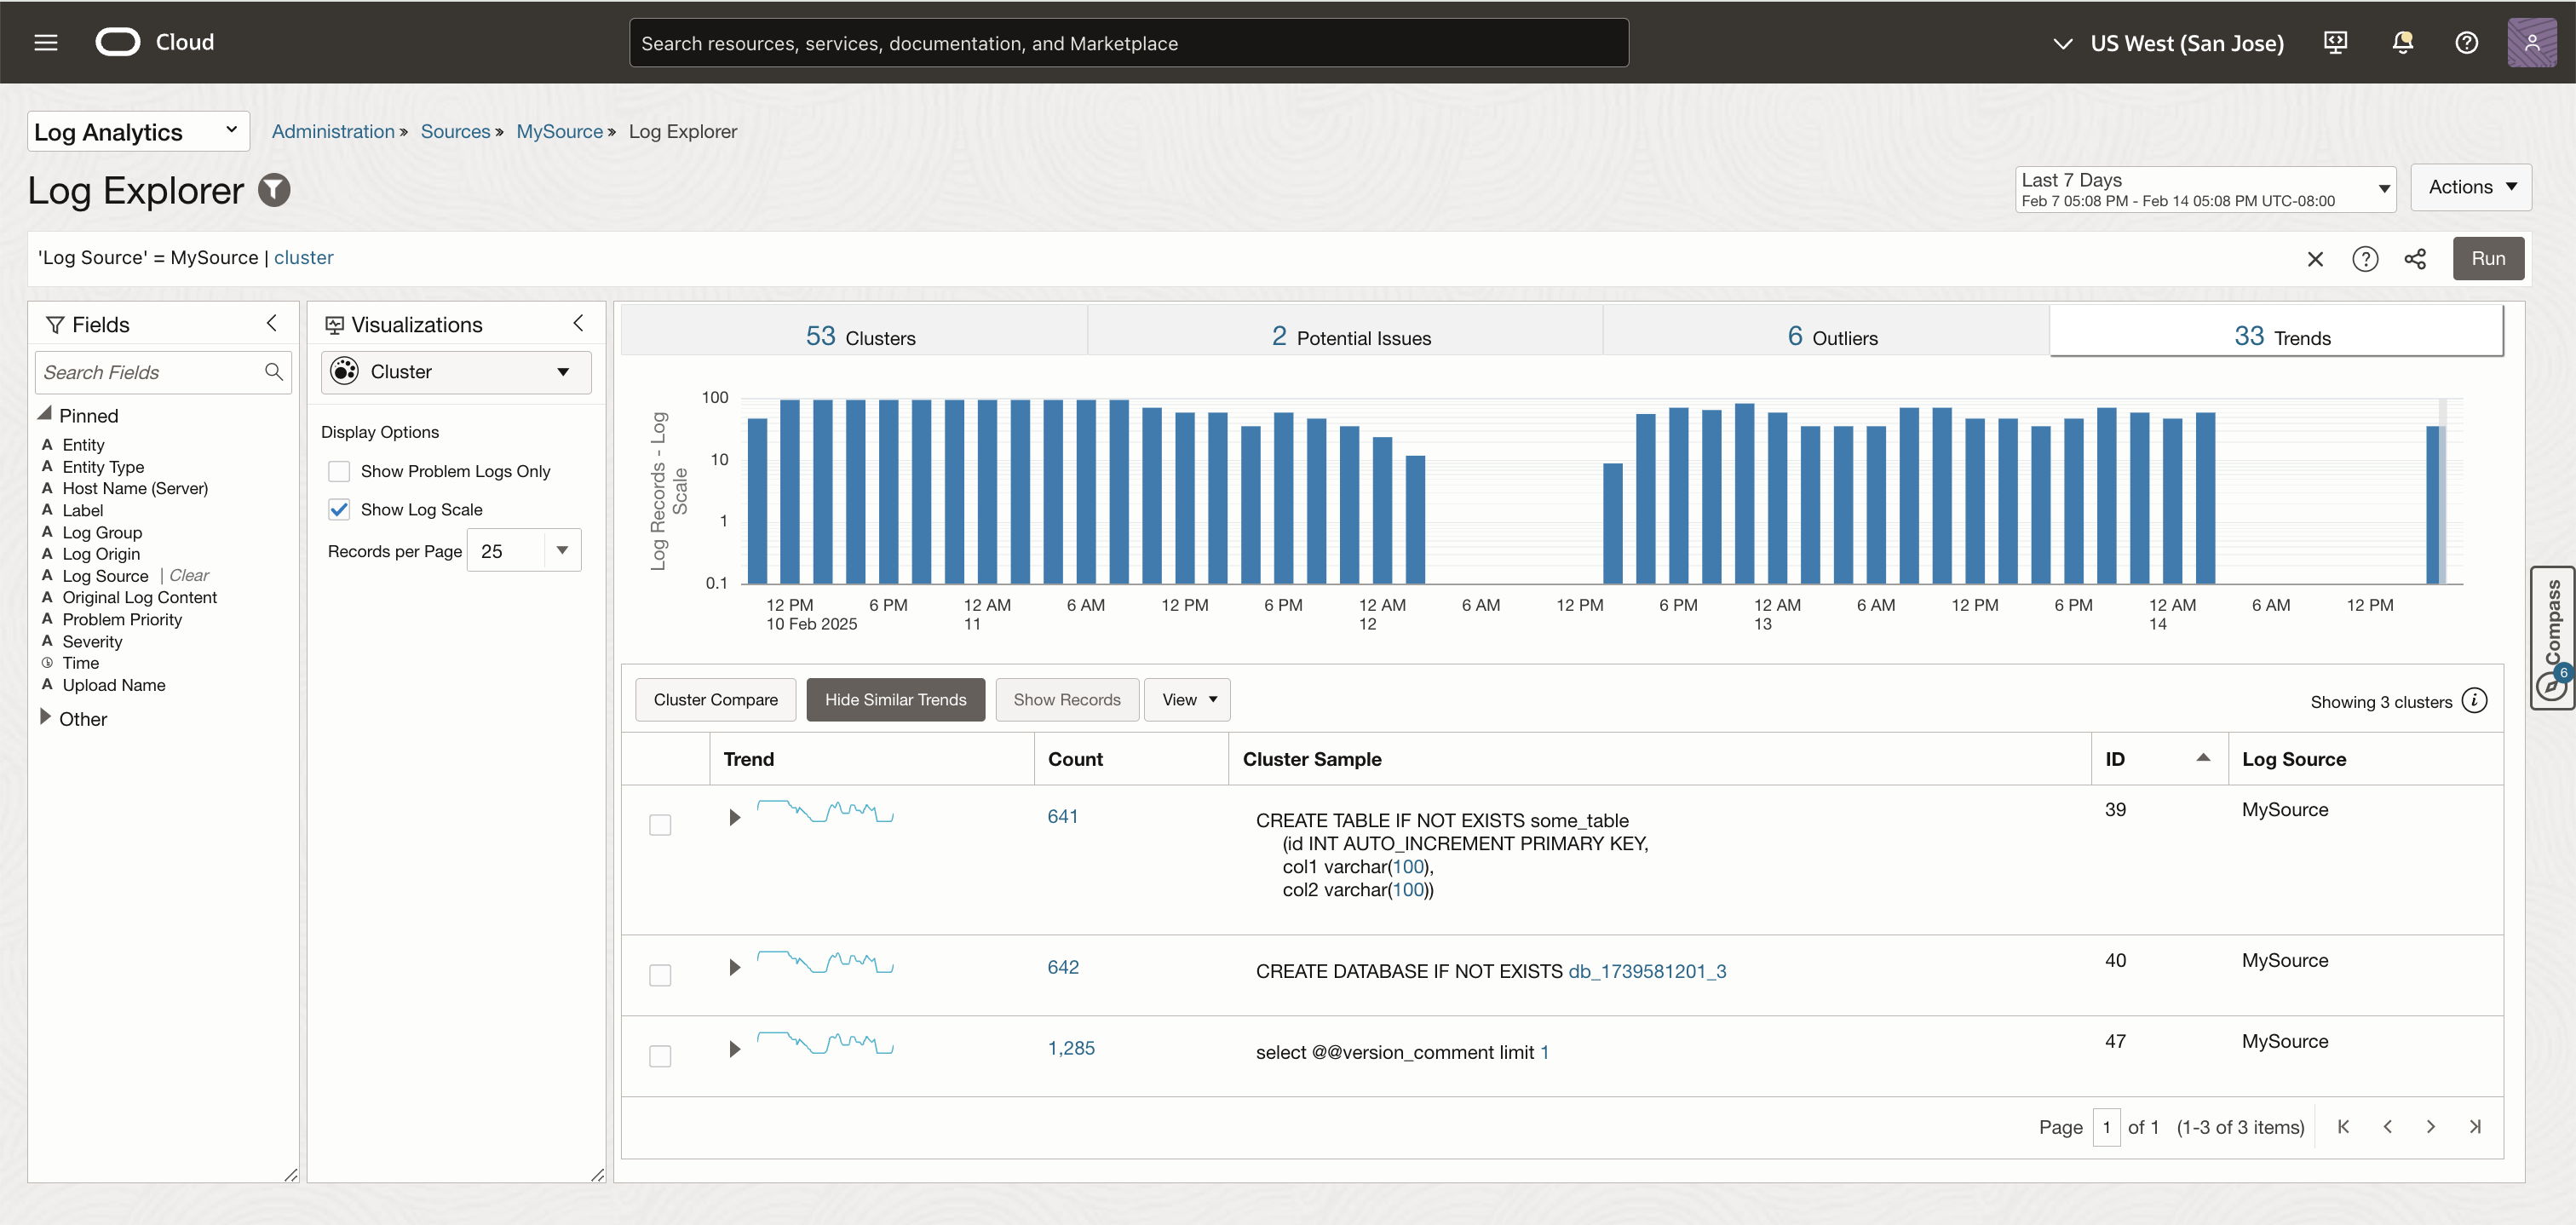 Cloud
Search resources, services, documentation, and Marketplace
US West (San Jose)
Log Analytics
Administration » Sources » MySource » Log Explorer
Log Explorer
Last 7 Days
Feb 7 05:08 PM - Feb 14 05:08 PM UTC-08:00
Actions
'Log Source' = MySource | cluster
Run
Fields
Search Fields
Pinned
A Entity
A Entity Type
A Host Name (Server)
A Label
A Log Group
A Log Origin
A Log Source | Clear
A Original Log Content
A Problem Priority
A Severity
Time
A Upload Name
Other
Visualizations
Cluster
Display Options
Show Problem Logs Only
Show Log Scale
Records per Page 25
53 Clusters
2 Potential Issues
6 Outliers
33 Trends
Log Records - Log
Scale
100
10
1
0.1
12 PM 6 PM 12 AM 6 AM 12 PM 6 PM 12 AM 6 AM 12 PM 6 PM 12 AM 6 AM 12 PM 6 PM 12 AM 6 AM 12 PM
10 Feb 2025 11 12 13 14
Cluster Compare
Hide Similar Trends
Show Records
View
Showing 3 clusters
Trend Count Cluster Sample ID Log Source
641 CREATE TABLE IF NOT EXISTS some_table 39 MySource
(id INT AUTO_INCREMENT PRIMARY KEY,
col1 varchar(100),
col2 varchar(100))
642 CREATE DATABASE IF NOT EXISTS db_1739581201_3 40 MySource
1,285 select @@version_comment limit 1 47 MySource
Page 1 of 1 (1-3 of 3 items)
Compass
6